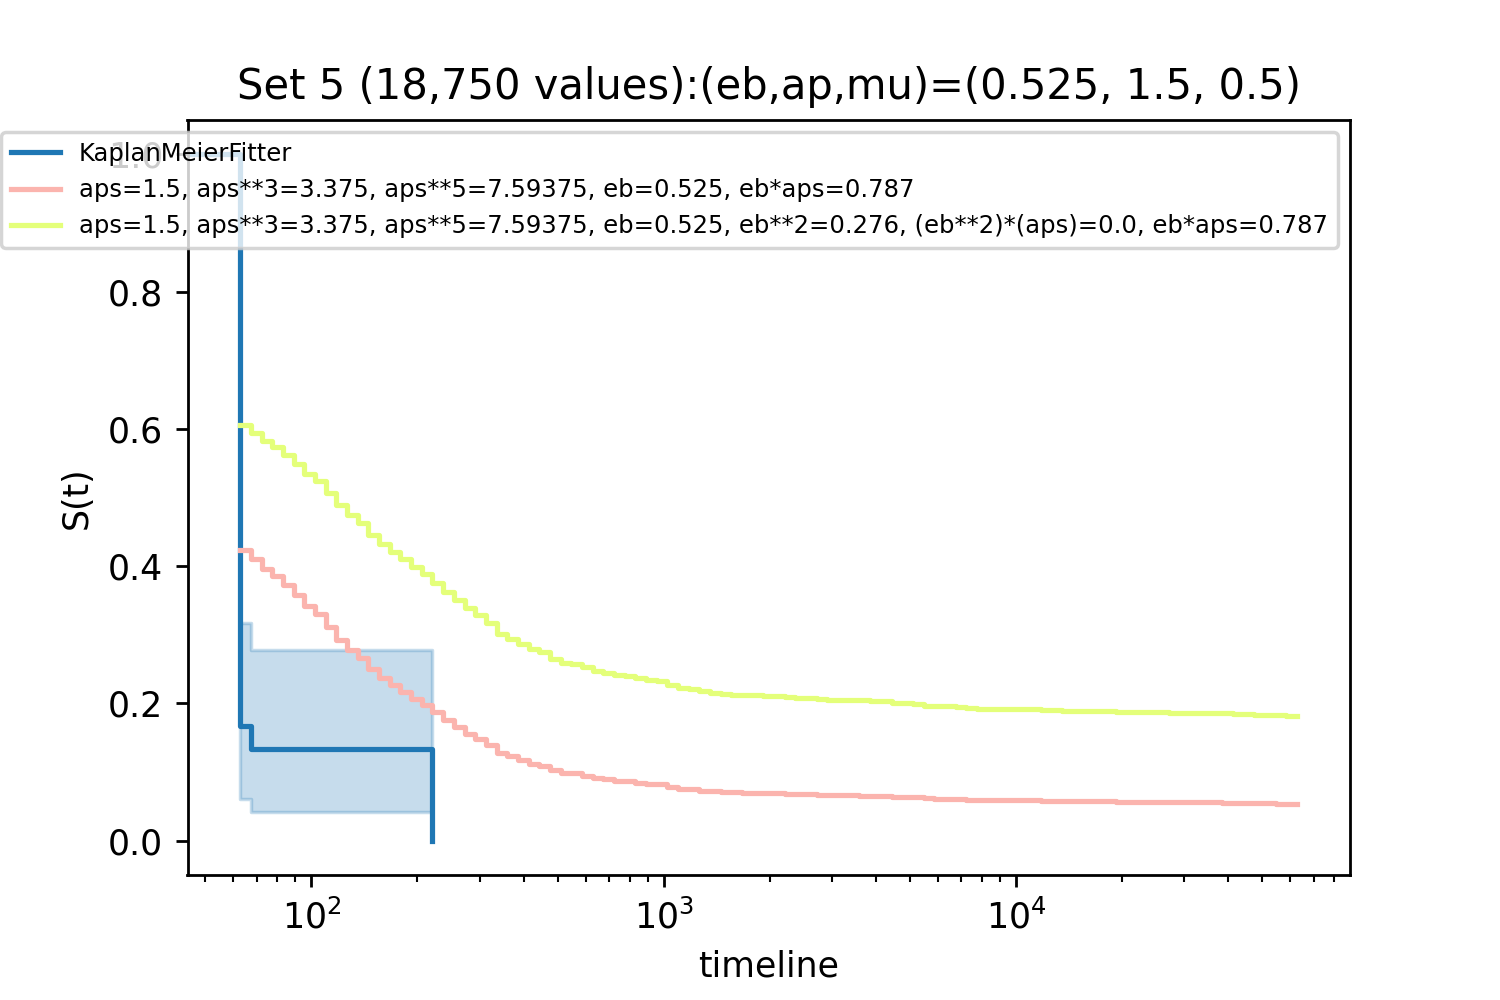 Set 5 (18,750 values):(eb,ap,mu)=(0.525, 1.5, 0.5)
1.0
KaplanMeierFitter
aps=1.5, aps**3=3.375, aps**5=7.59375, eb=0.525, eb*aps=0.787
aps=1.5, aps**3=3.375, aps**5=7.59375, eb=0.525, eb**2=0.276, (eb**2)*(aps)=0.0, eb*aps=0.787
0.8
0.6
S(t)
0.4
0.2
0.0
10²
10³
10⁴
timeline